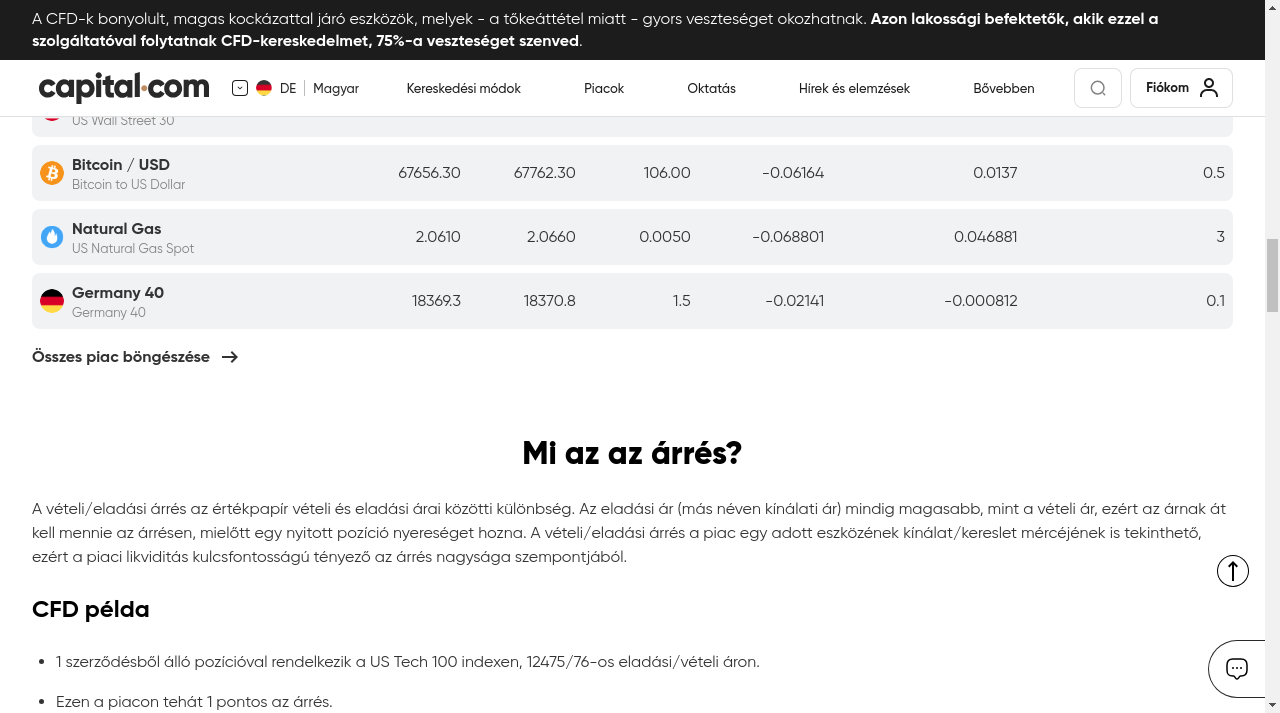 A CFD-k bonyolult, magas kockázattal járó eszközök, melyek - a tőkeáttétel miatt - gyors veszteséget okozhatnak. Azon lakossági befektetők, akik ezzel a
szolgáltatóval folytatnak CFD-kereskedelmet, 75%-a veszteséget szenved.
capital.com DE Magyar Kereskedési módok Piacok Oktatás Hírek és elemzések Bővebben Fiókom
US Wall Street 30
Bitcoin / USD 67656.30 67762.30 106.00 -0.06164 0.0137 0.5
Bitcoin to US Dollar
Natural Gas 2.0610 2.0660 0.0050 -0.068801 0.046881 3
US Natural Gas Spot
Germany 40 18369.3 18370.8 1.5 -0.02141 -0.000812 0.1
Germany 40
Összes piac böngészése
Mi az az árrés?
A vételi/eladási árrés az értékpapír vételi és eladási árai közötti különbség. Az eladási ár (más néven kínálati ár) mindig magasabb, mint a vételi ár, ezért az árnak át
kell mennie az árrésen, mielőtt egy nyitott pozíció nyereséget hozna. A vételi/eladási árrés a piac egy adott eszközének kínálat/kereslet mércéjének is tekinthető,
ezért a piaci likviditás kulcsfontosságú tényező az árrés nagysága szempontjából.
CFD példa
1 szerződésből álló pozícióval rendelkezik a US Tech 100 indexen, 12475/76-os eladási/vételi áron.
Ezen a piacon tehát 1 pontos az árrés.